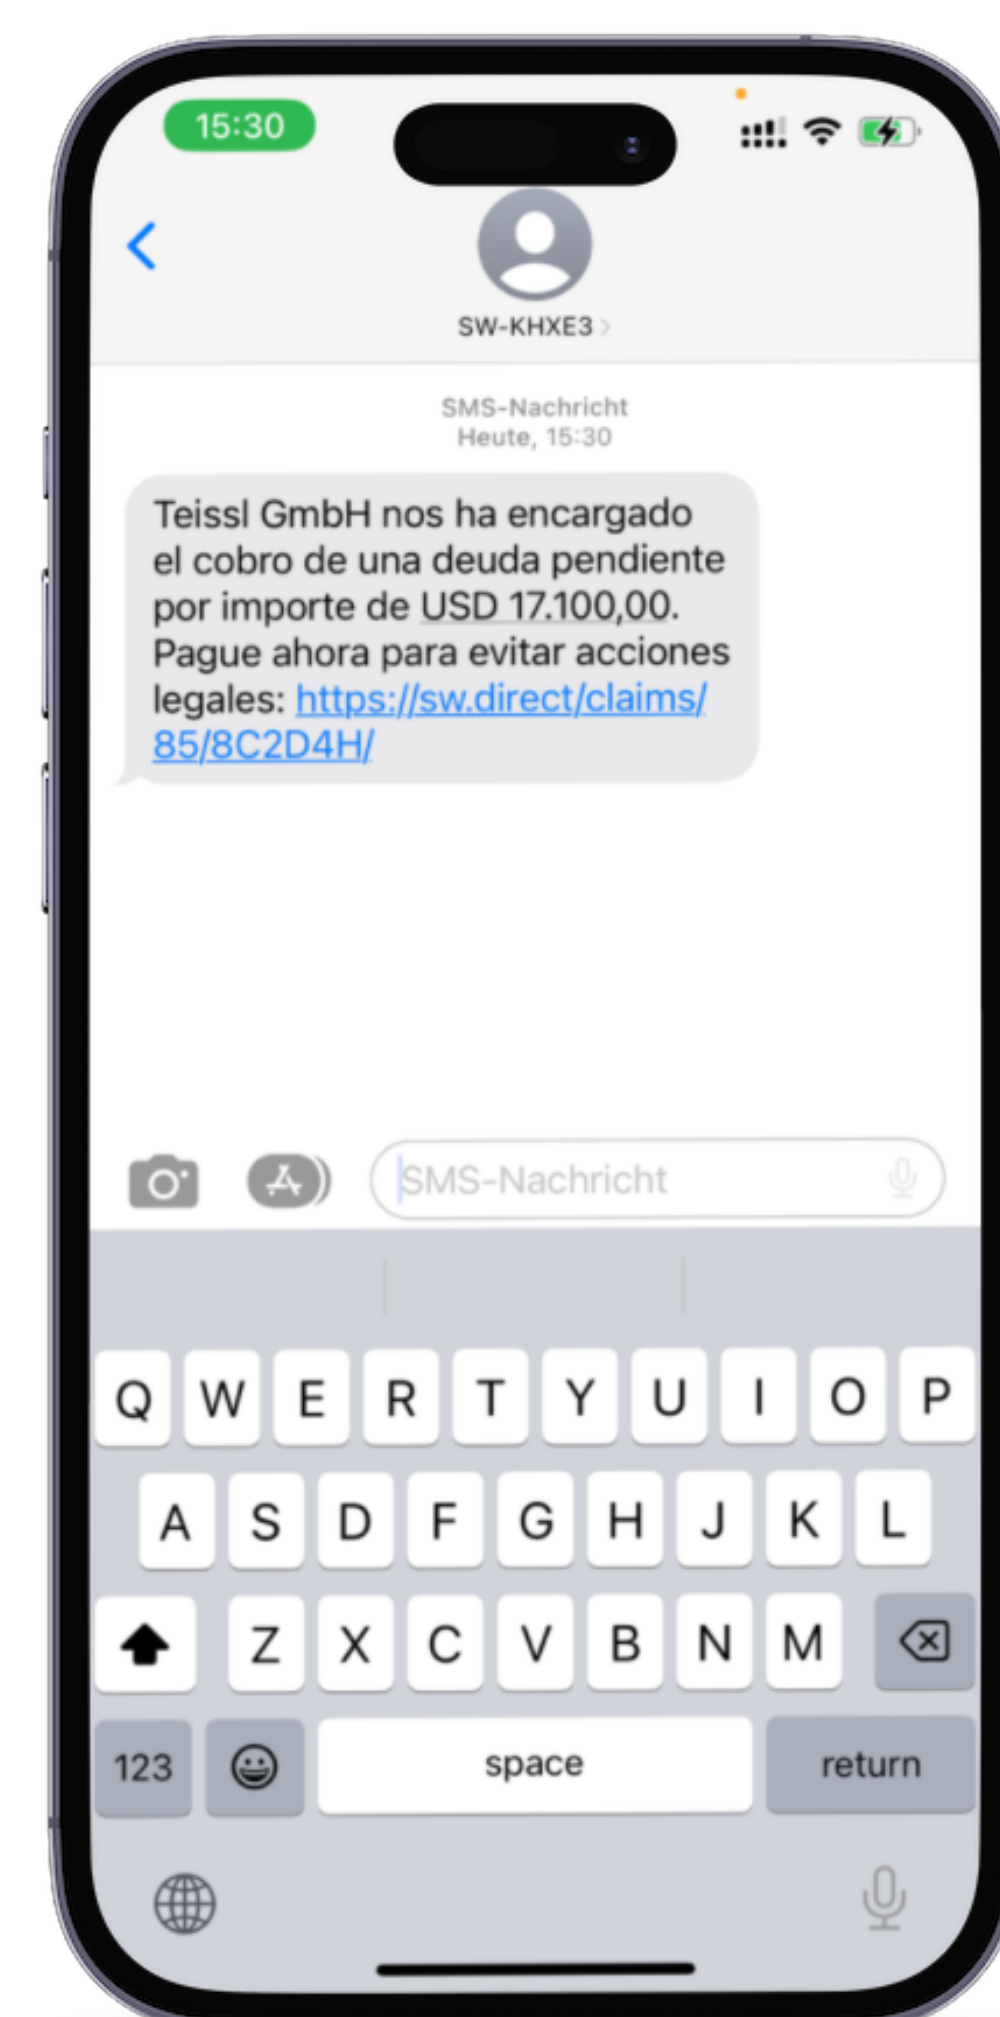 15:30
SW-KHXE3
SMS-Nachricht
Heute, 15:30
Teissl GmbH nos ha encargado
el cobro de una deuda pendiente
por importe de USD 17.100,00.
Pague ahora para evitar acciones
legales: https://sw.direct/claims/
85/8C2D4H/
SMS-Nachricht
Q W E R T Y U I O P
A S D F G H J K L
Z X C V B N M
123 space return